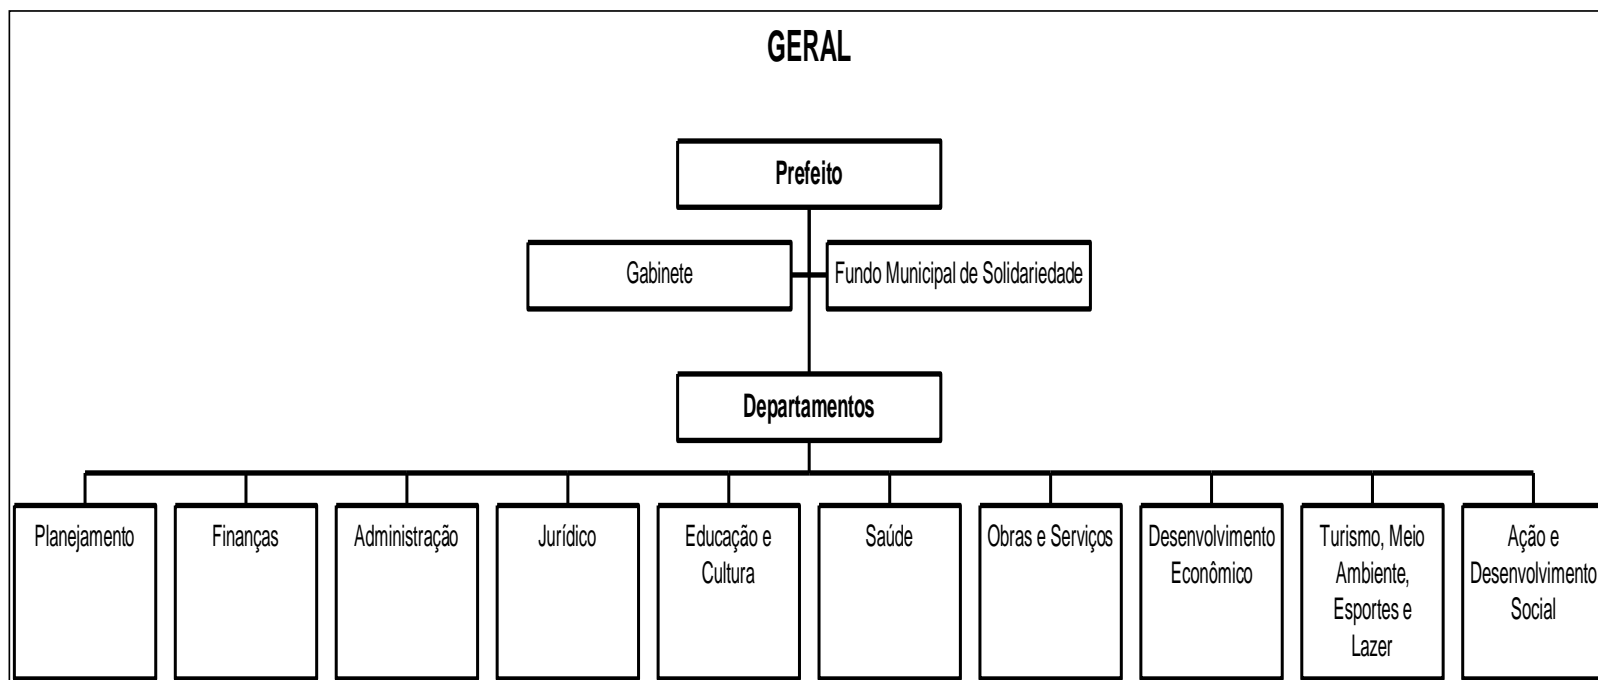 GERAL
Prefeito
Gabinete
Fundo Municipal de Solidariedade
Departamentos
Planejamento
Finanças
Administração
Jurídico
Educação e
Cultura
Saúde
Obras e Serviços
Desenvolvimento
Econômico
Turismo, Meio
Ambiente,
Esportes e
Lazer
Ação e
Desenvolvimento
Social